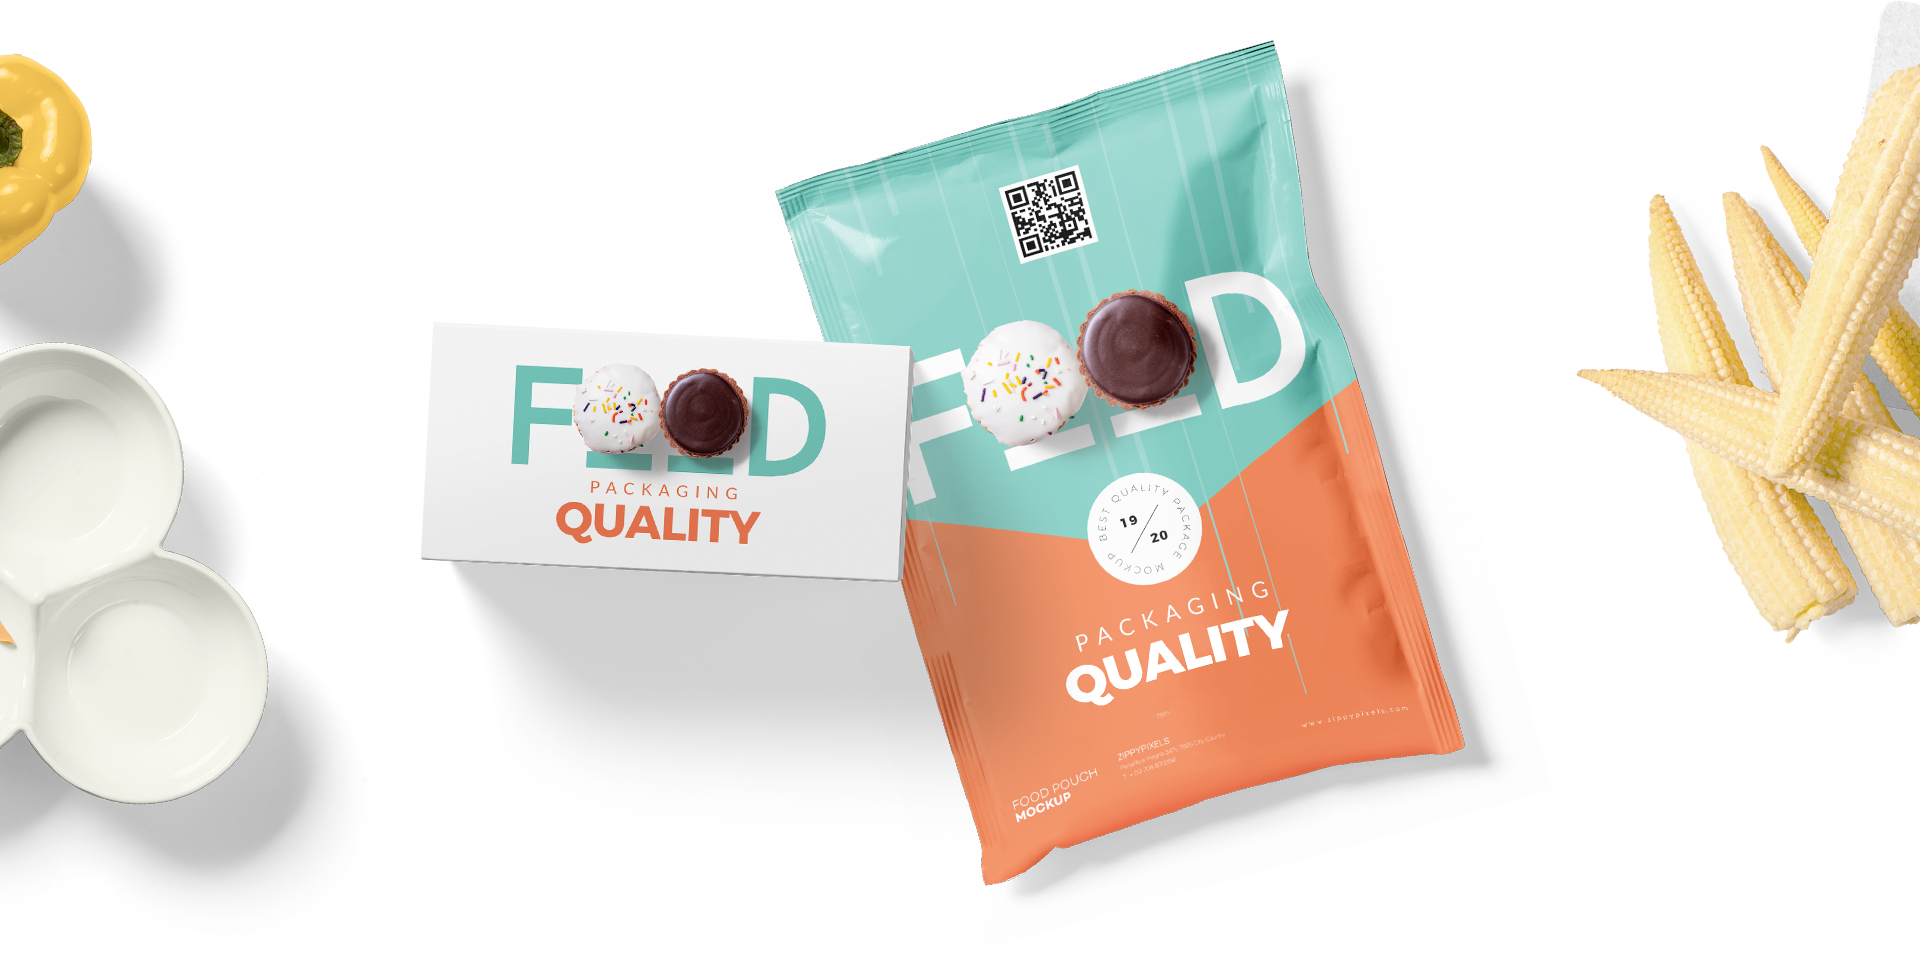 FOOD
PACKAGING
QUALITY
FOOD
BEST QUALITY PACKAGE MOCKUP
19
20
PACKAGING
QUALITY
www.zippypixels.com
ZIPPYPIXELS
FOOD POUCH
MOCKUP